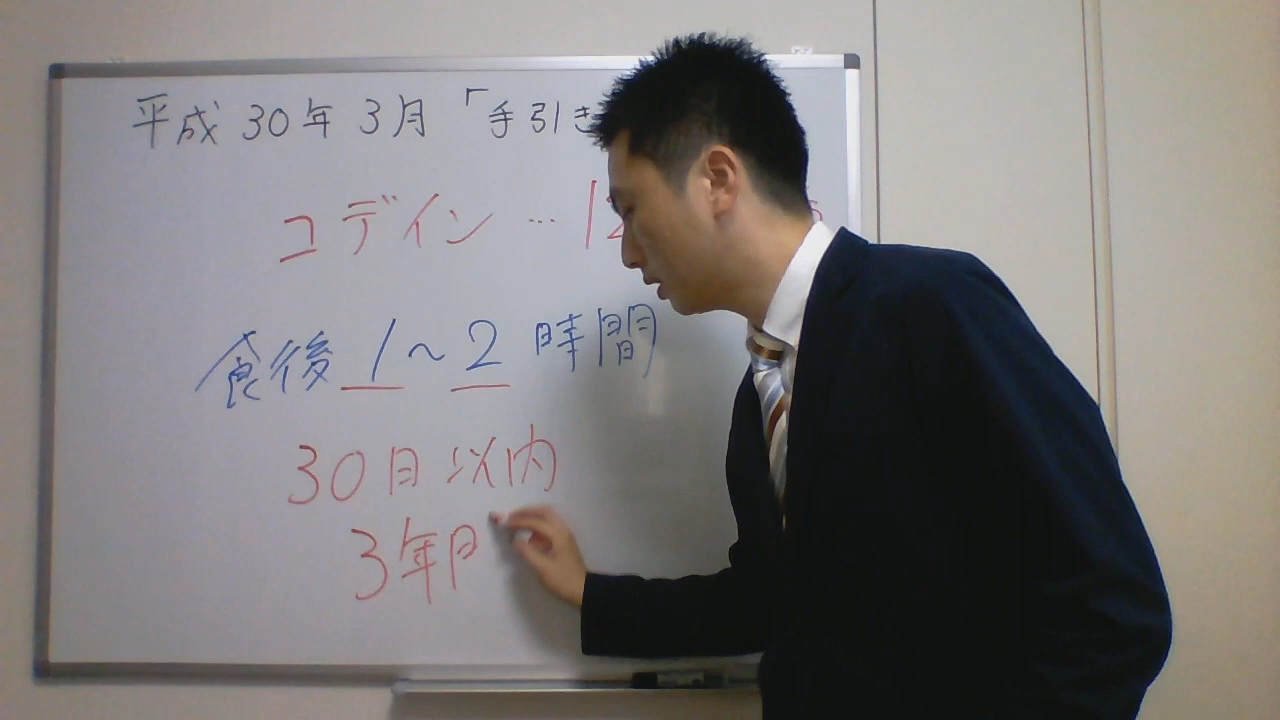 平成30年3月「手引き
コデイン…12
食後1〜2時間
30日以内
3年